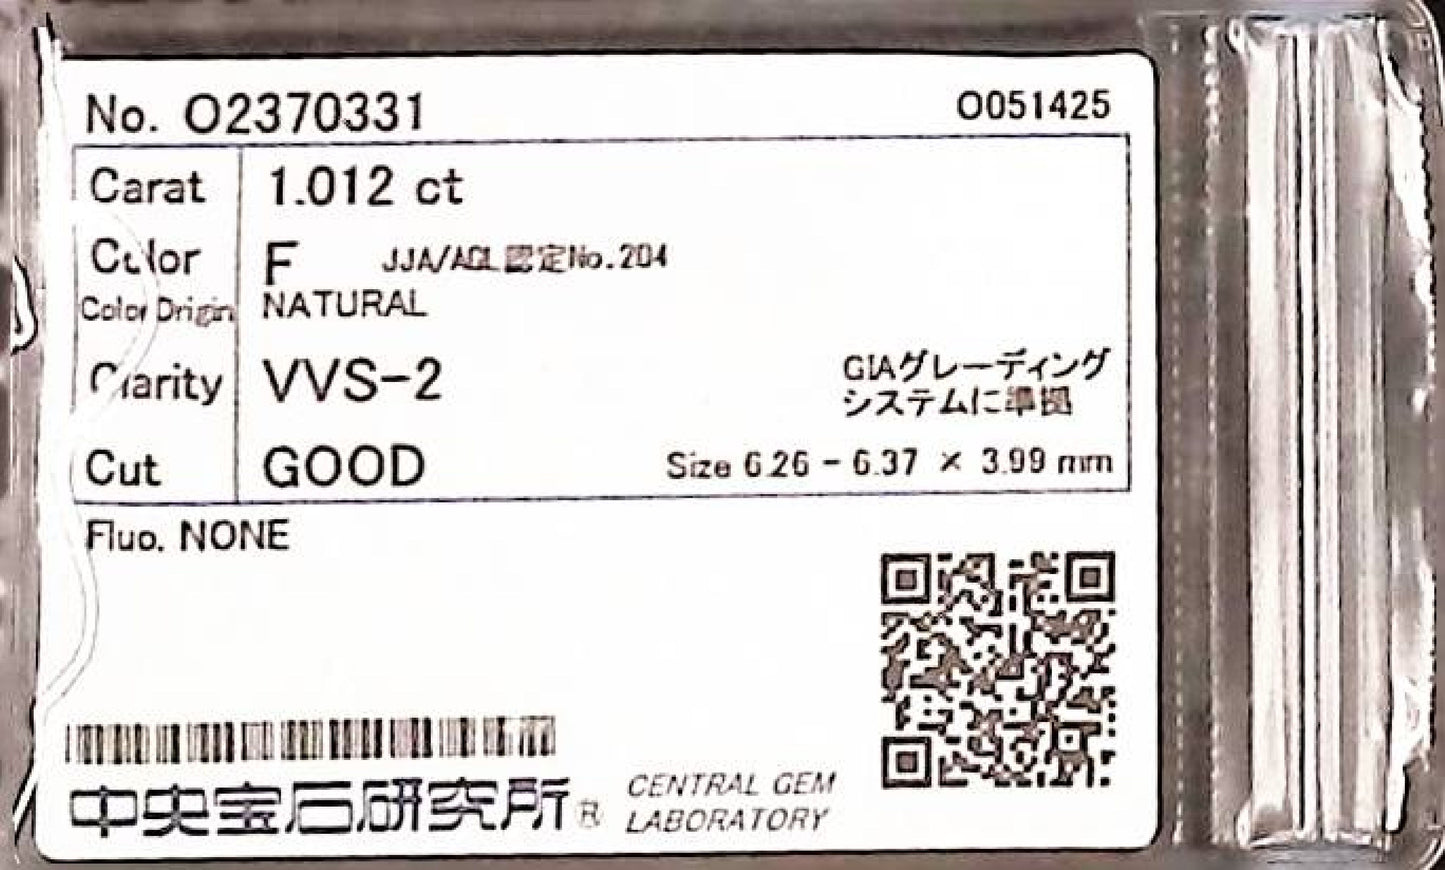 No. O2370331 O051425
Carat 1.012 ct
Color F JJA/AGL認定No.204
Color Origin NATURAL
Clarity VVS-2 GIAグレーディング
システムに準拠
Cut GOOD Size 6.26 - 6.37 × 3.99 mm
Fluo. NONE
中央宝石研究所® CENTRAL GEM
LABORATORY